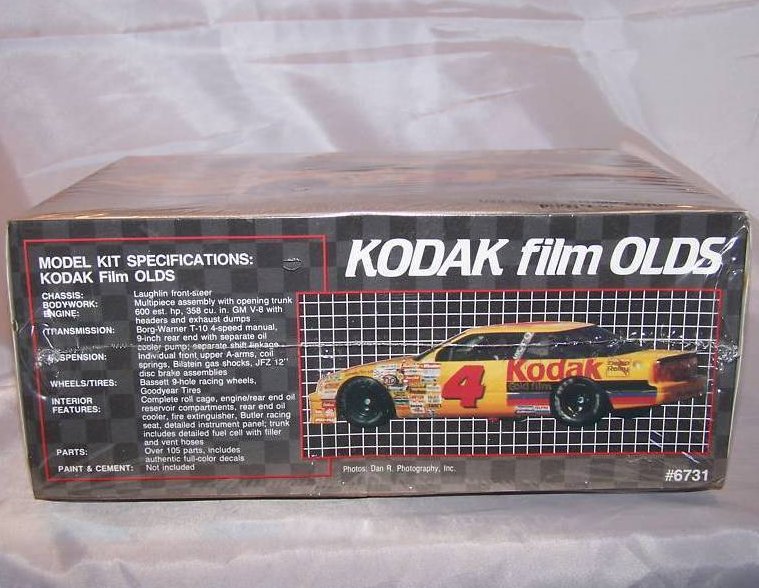 KODAK film OLDS
MODEL KIT SPECIFICATIONS:
KODAK Film OLDS
CHASSIS: Laughlin front-steer
BODYWORK: Multipiece assembly with opening trunk
ENGINE: 600 est. hp, 358 cu. in. GM V-8 with
headers and exhaust dumps
TRANSMISSION: Borg-Warner T-10 4-speed manual,
9-inch rear end with separate oil
cooler pump; separate shift linkage
SUSPENSION: Individual front upper A-arms, coil
springs, Bilstein gas shocks, JFZ 12"
disc brake assemblies
WHEELS/TIRES: Bassett 9-hole racing wheels,
Goodyear Tires
INTERIOR Complete roll cage, engine/rear end oil
FEATURES: reservoir compartments, rear end oil
cooler, fire extinguisher, Butler racing
seat, detailed instrument panel; trunk
includes detailed fuel cell with filler
and vent hoses
PARTS: Over 105 parts, includes
authentic full-color decals
PAINT & CEMENT: Not included
4
Kodak
Gold Film
Photos: Dan R. Photography, Inc.
#6731